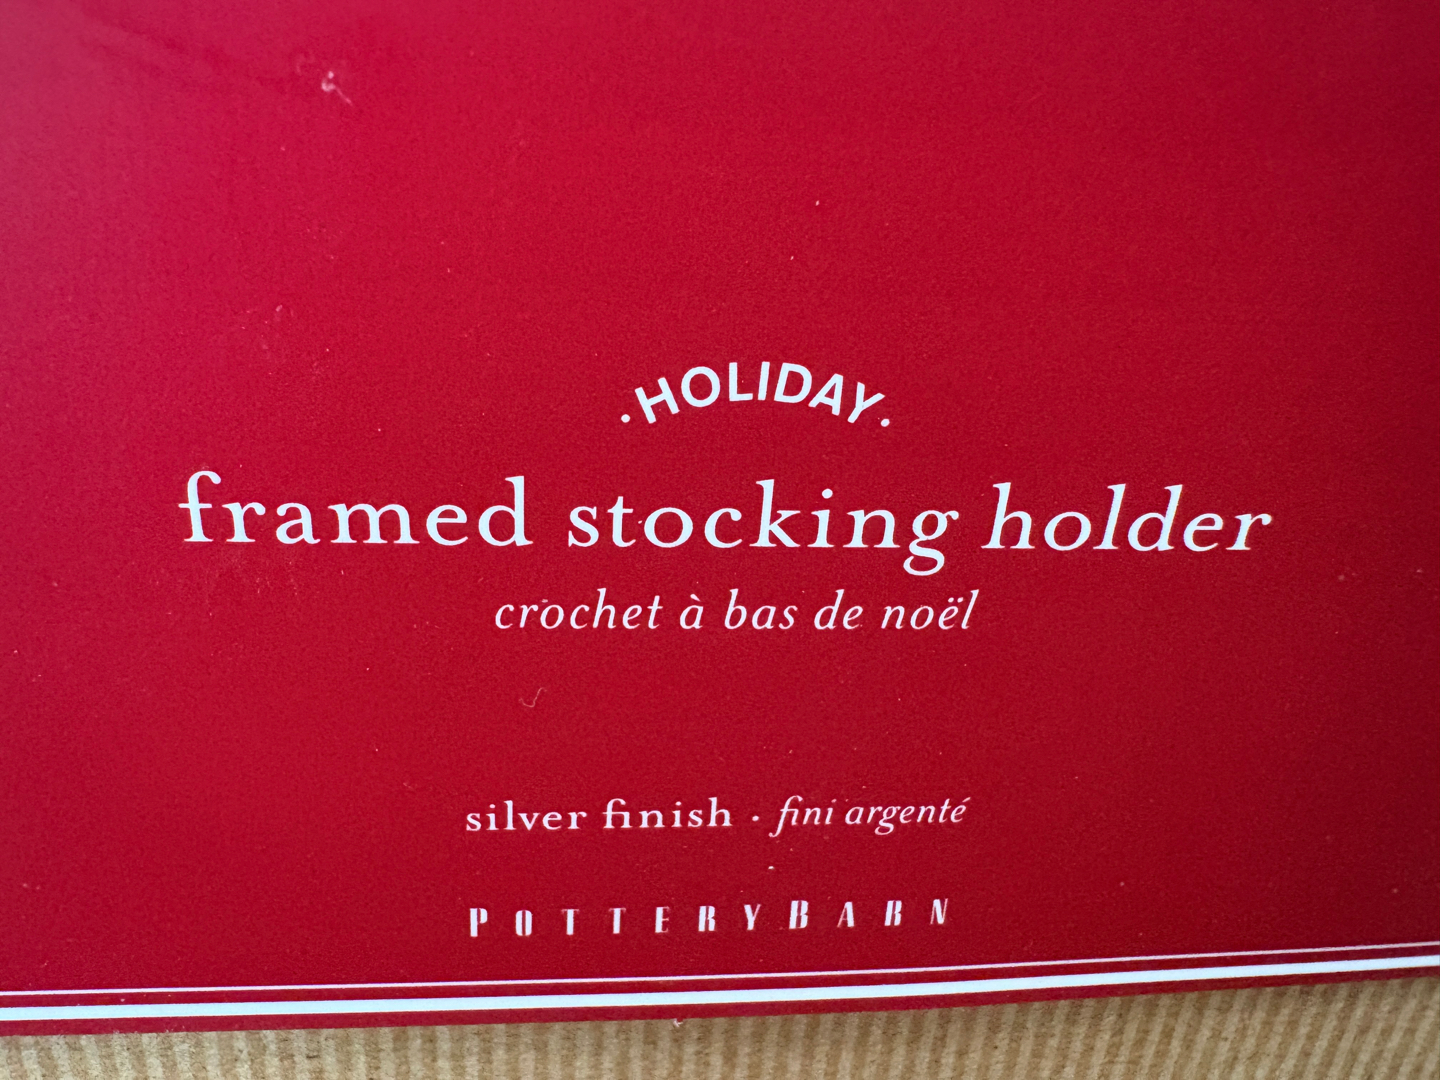 ·HOLIDAY·
framed stocking holder
crochet à bas de noël
silver finish · fini argenté
POTTERYBARN